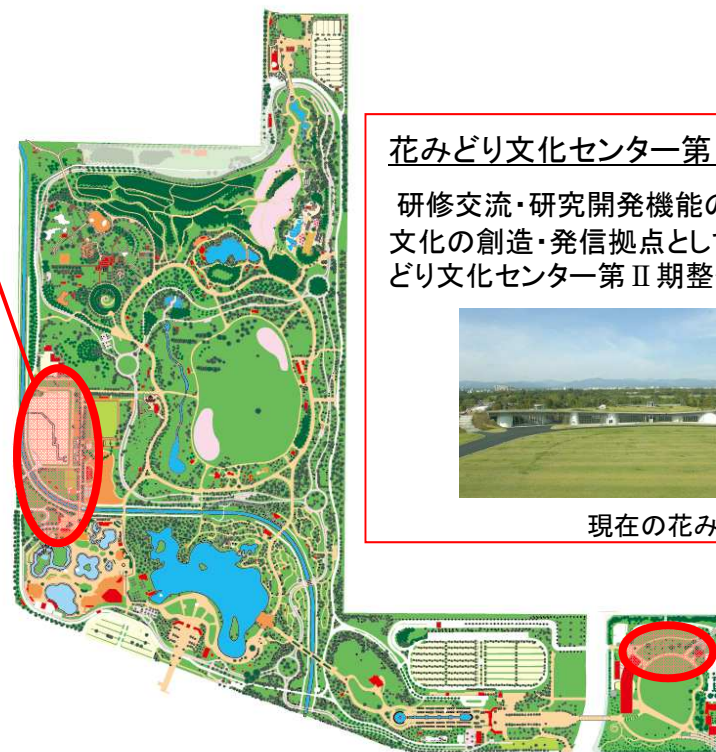 花みどり文化センター第
研修交流・研究開発機能の
文化の創造・発信拠点として
どり文化センター第Ⅱ期整
現在の花み